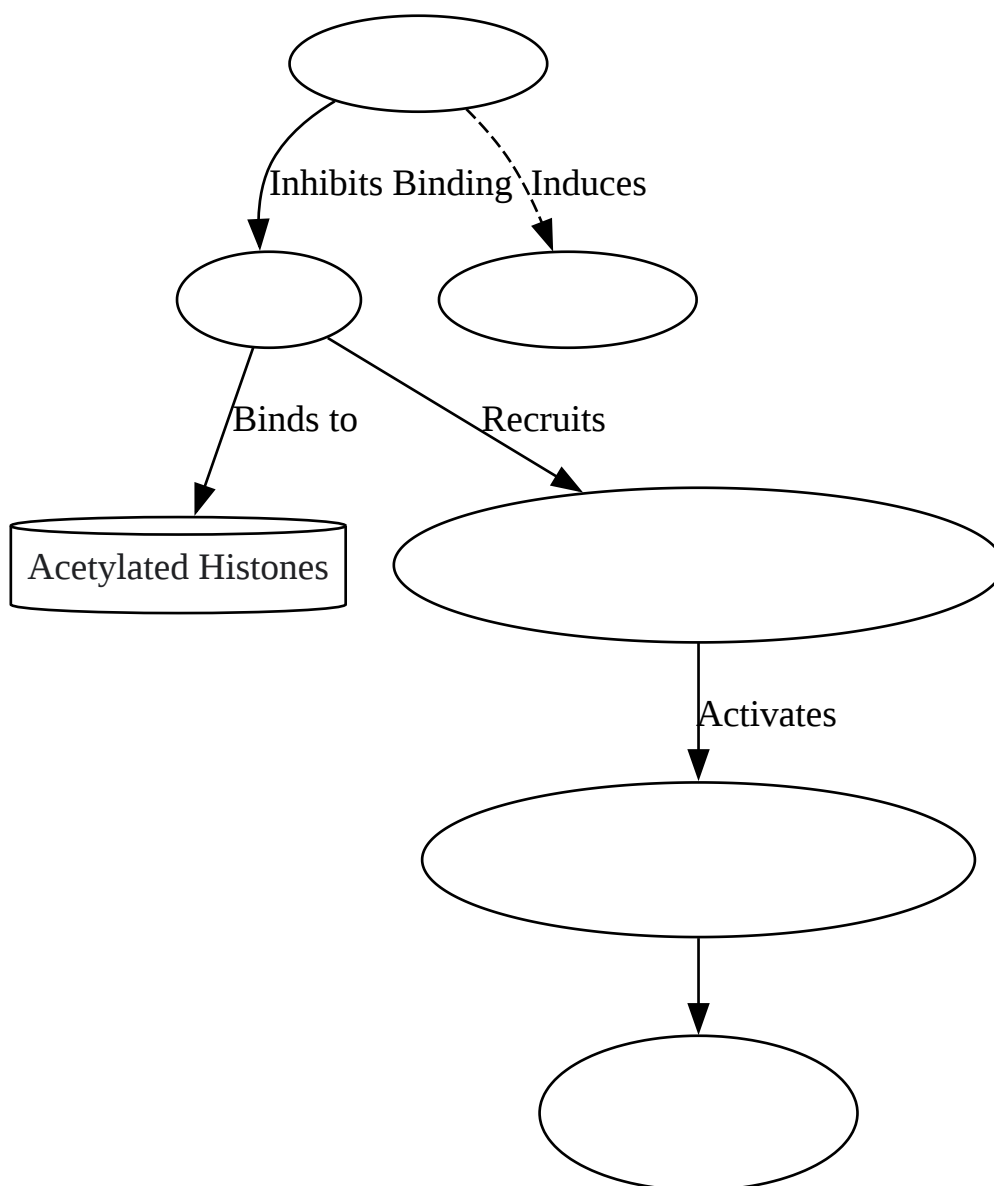 Inhibits Binding
Induces
Binds to
Recruits
Acetylated Histones
Activates